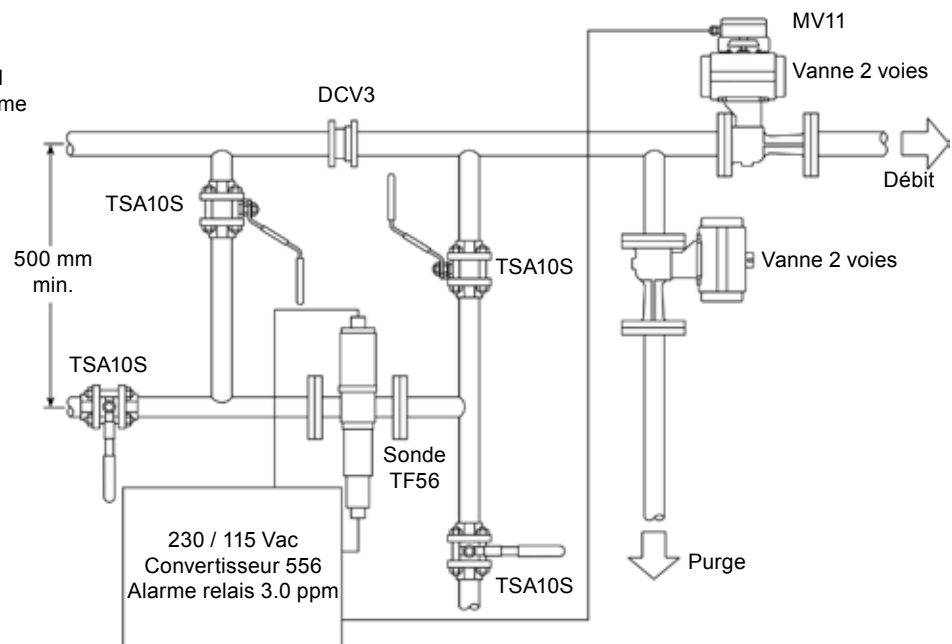 MV11
Vanne 2 voies
DCV3
Débit
TSA10S
500 mm
min.
TSA10S
Vanne 2 voies
TSA10S
Sonde
TF56
230 / 115 Vac
Convertisseur 556
Alarme relais 3.0 ppm
Purge
TSA10S